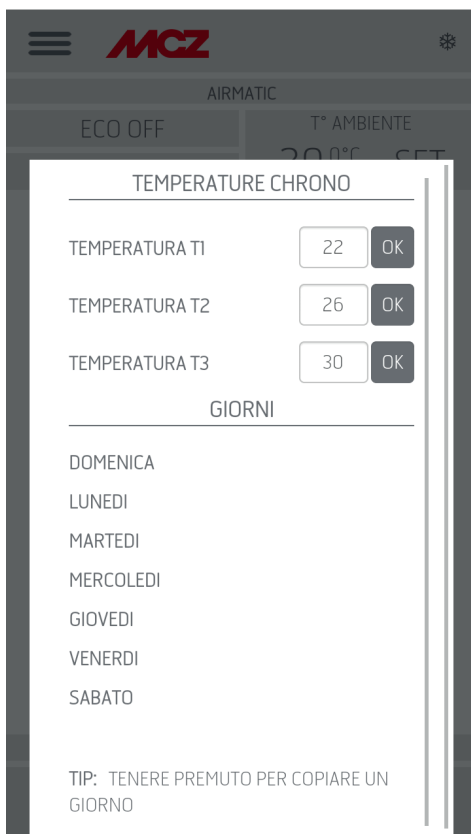 MCZ
AIRMATIC
ECO OFF
T° AMBIENTE
SET
TEMPERATURE CHRONO
TEMPERATURA T1
22
OK
TEMPERATURA T2
26
OK
TEMPERATURA T3
30
OK
GIORNI
DOMENICA
LUNEDI
MARTEDI
MERCOLEDI
GIOVEDI
VENERDI
SABATO
TIP: TENERE PREMUTO PER COPIARE UN
GIORNO